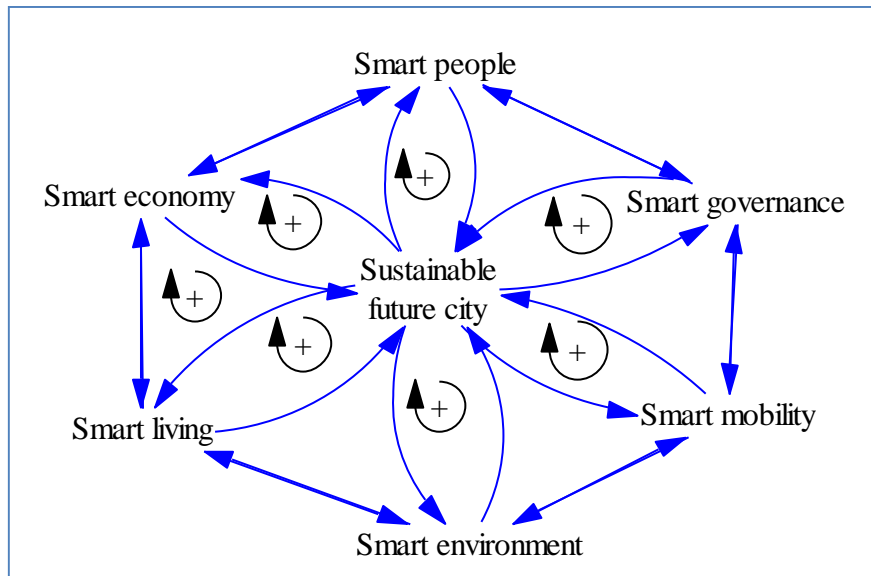 Smart people
+
Smart economy
+
+
Smart governance
Sustainable
future city
+
+
+
Smart living
+
Smart mobility
Smart environment